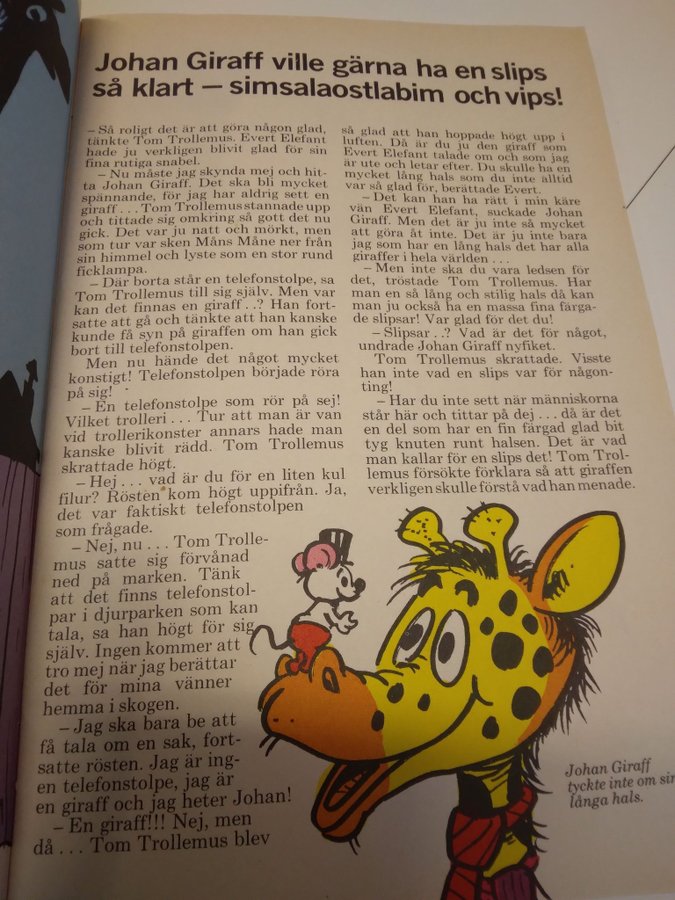 Johan Giraff ville gärna ha en slips
så klart – simsalaostlabim och vips!
– Så roligt det är att göra någon glad,
tänkte Tom Trollemus. Evert Elefant
hade ju verkligen blivit glad för sin
fina rutiga snabel.
– Nu måste jag skynda mej och hit-
ta Johan Giraff. Det ska bli mycket
spännande, för jag har aldrig sett en
giraff . . . Tom Trollemus stannade upp
och tittade sig omkring så gott det nu
gick. Det var ju natt och mörkt, men
som tur var sken Måns Måne ner från
sin himmel och lyste som en stor rund
ficklampa.
– Där borta står en telefonstolpe, sa
Tom Trollemus till sig själv. Men var
kan det finnas en giraff . .? Han fort-
satte att gå och tänkte att han kanske
kunde få syn på giraffen om han gick
bort till telefonstolpen.
Men nu hände det något mycket
konstigt! Telefonstolpen började röra
på sig!
– En telefonstolpe som rör på sej!
Vilket trolleri . . . Tur att man är van
vid trollerikonster annars hade man
kanske blivit rädd. Tom Trollemus
skrattade högt.
– Hej . . . vad är du för en liten kul
filur? Rösten kom högt uppifrån. Ja,
det var faktiskt telefonstolpen
som frågade.
– Nej, nu . . . Tom Trolle-
mus satte sig förvånad
ned på marken. Tänk
att det finns telefonstol-
par i djurparken som kan
tala, sa han högt för sig
själv. Ingen kommer att
tro mej när jag berättar
det för mina vänner
hemma i skogen.
– Jag ska bara be att
få tala om en sak, fort-
satte rösten. Jag är ing-
en telefonstolpe, jag är
en giraff och jag heter Johan!
– En giraff!!! Nej, men
då . . . Tom Trollemus blev
så glad att han hoppade högt upp i
luften. Då är du ju den giraff som
Evert Elefant talade om och som jag
är ute och letar efter. Du skulle ha en
mycket lång hals som du inte alltid
var så glad för, berättade Evert.
– Det kan han ha rätt i min käre
vän Evert Elefant, suckade Johan
Giraff. Men det är ju inte så mycket
att göra åt inte. Det är ju inte bara
jag som har en lång hals det har alla
giraffer i hela världen . . .
– Men inte ska du vara ledsen för
det, tröstade Tom Trollemus. Har
man en så lång och stilig hals då kan
man ju också ha en massa fina färga-
de slipsar! Var glad för det du!
– Slipsar . .? Vad är det för något,
undrade Johan Giraff nyfiket.
Tom Trollemus skrattade. Visste
han inte vad en slips var för någon-
ting!
– Har du inte sett när människorna
står här och tittar på dej . . . då är det
en del som har en fin färgad glad bit
tyg knuten runt halsen. Det är vad
man kallar för en slips det! Tom Trol-
lemus försökte förklara så att giraffen
verkligen skulle förstå vad han menade.
Johan Giraff
tyckte inte om sin
långa hals.